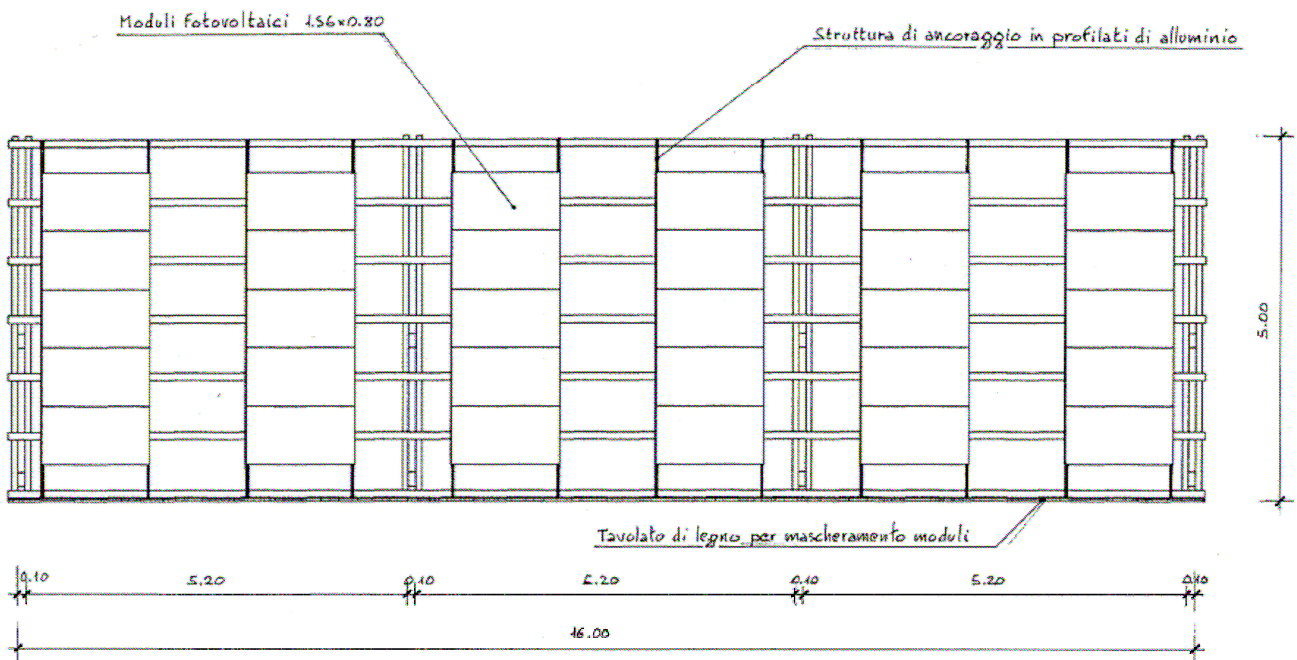 Moduli fotovoltaici 1.56x0.80
Struttura di ancoraggio in profilati di alluminio
5.00
Tavolato di legno per mascheramento moduli
0.10 5.20 0.10 5.20 0.10 5.20 0.10
16.00